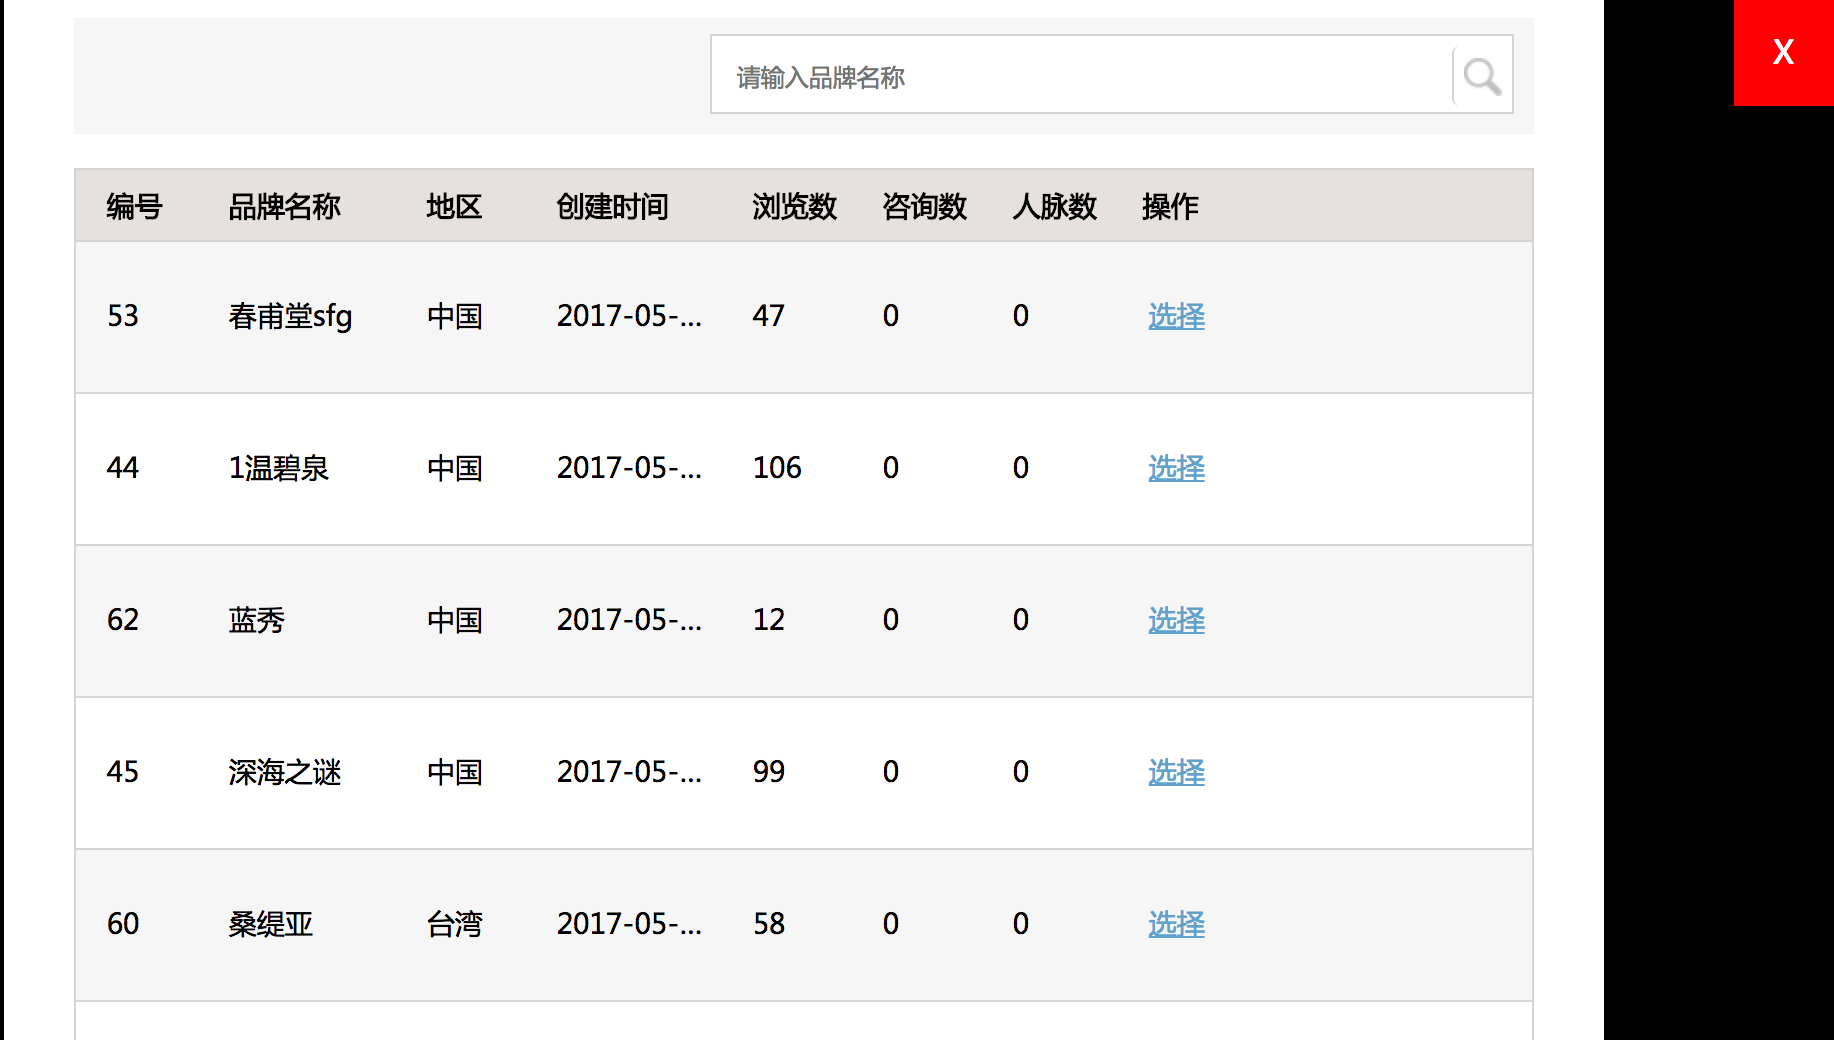 请输入品牌名称
X
编号 品牌名称 地区 创建时间 浏览数 咨询数 人脉数 操作
53 春甫堂sfg 中国 2017-05-... 47 0 0 选择
44 1温碧泉 中国 2017-05-... 106 0 0 选择
62 蓝秀 中国 2017-05-... 12 0 0 选择
45 深海之谜 中国 2017-05-... 99 0 0 选择
60 桑缇亚 台湾 2017-05-... 58 0 0 选择